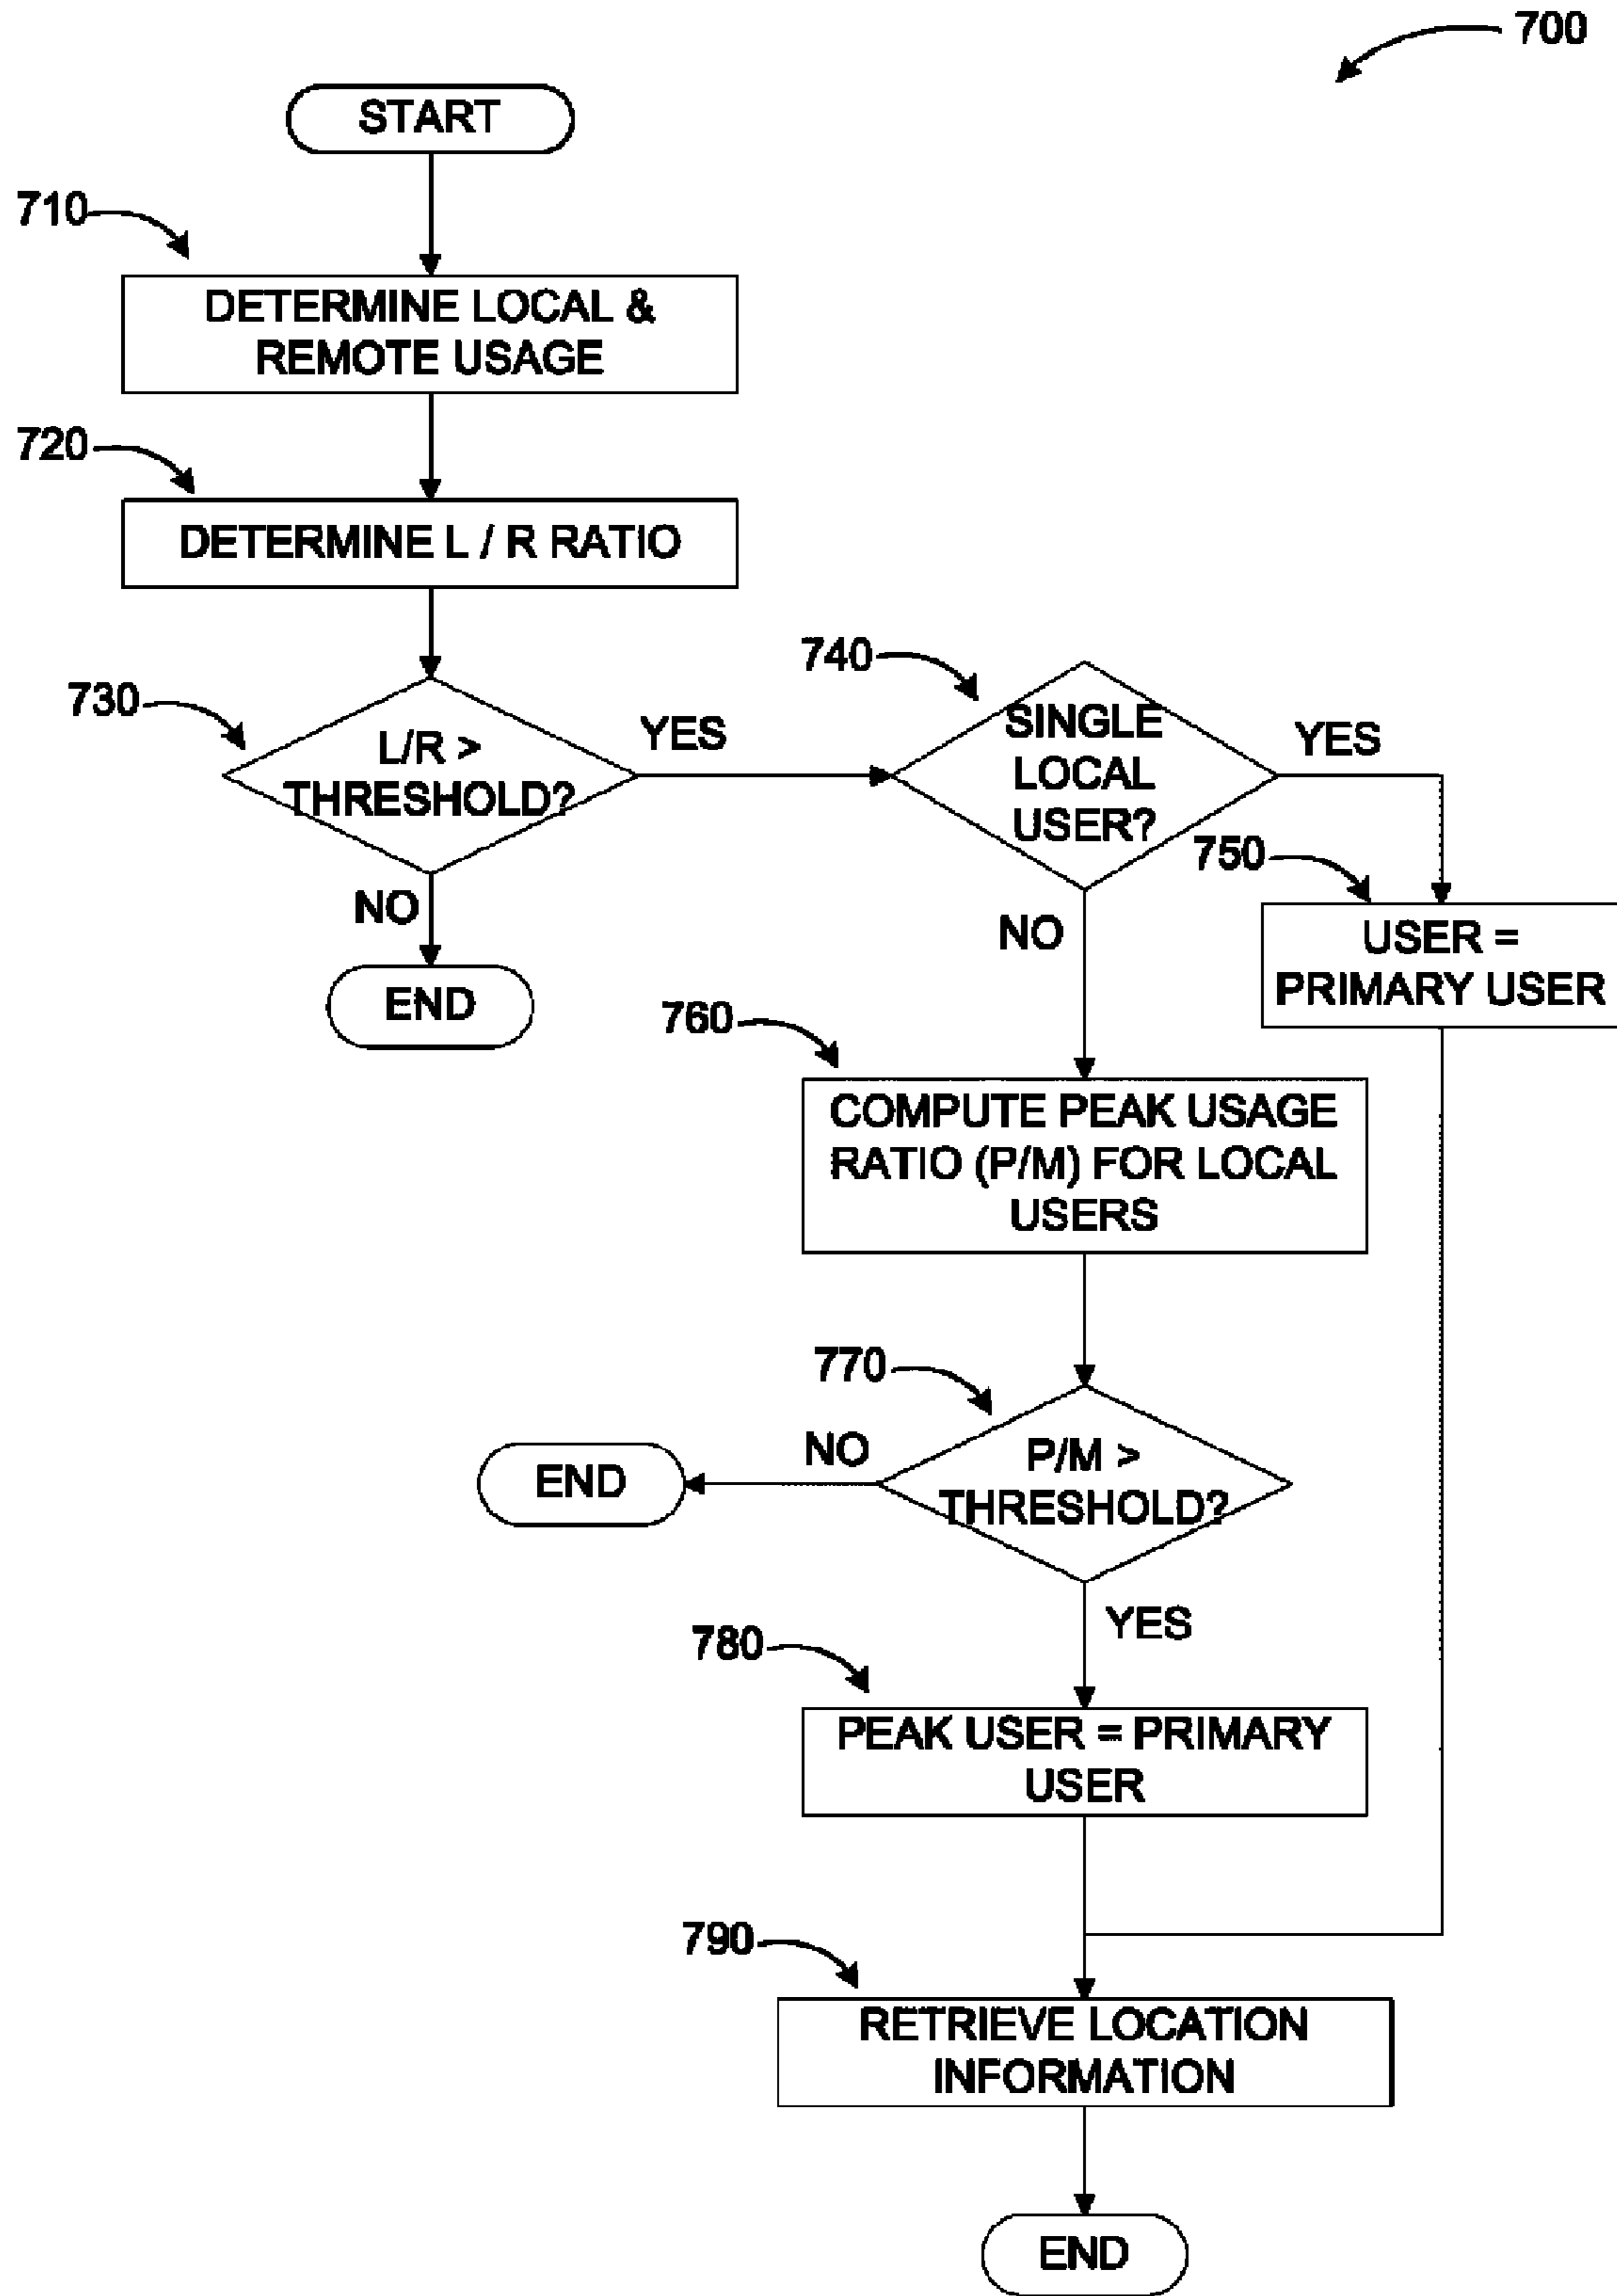 700
START
710
DETERMINE LOCAL &
REMOTE USAGE
720
DETERMINE L / R RATIO
730
L/R >
THRESHOLD?
YES
NO
END
740
SINGLE
LOCAL
USER?
YES
NO
750
USER =
PRIMARY USER
760
COMPUTE PEAK USAGE
RATIO (P/M) FOR LOCAL
USERS
770
P/M >
THRESHOLD?
NO
END
YES
780
PEAK USER = PRIMARY
USER
790
RETRIEVE LOCATION
INFORMATION
END